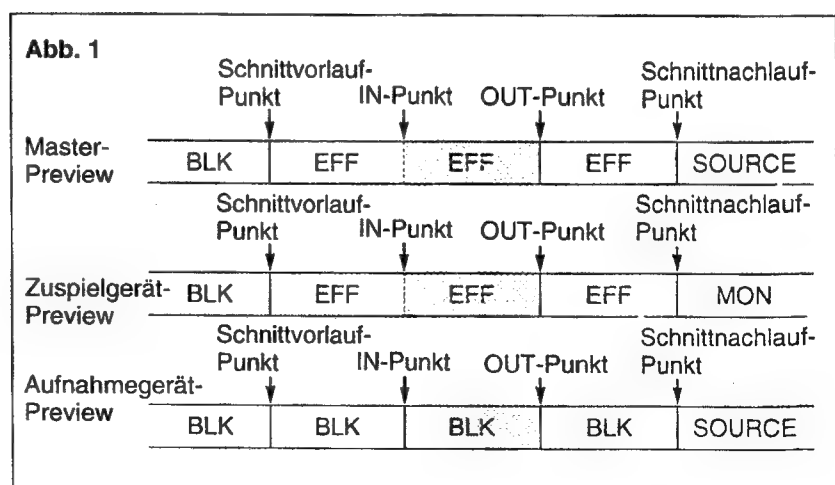 Abb. 1
Schnittvorlauf-
Punkt IN-Punkt OUT-Punkt Schnittnachlauf-
Punkt
Master-
Preview BLK EFF EFF EFF SOURCE
Schnittvorlauf-
Punkt IN-Punkt OUT-Punkt Schnittnachlauf-
Punkt
Zuspielgerät-
Preview BLK EFF EFF EFF MON
Schnittvorlauf-
Punkt IN-Punkt OUT-Punkt Schnittnachlauf-
Punkt
Aufnahmegerät-
Preview BLK BLK BLK BLK SOURCE